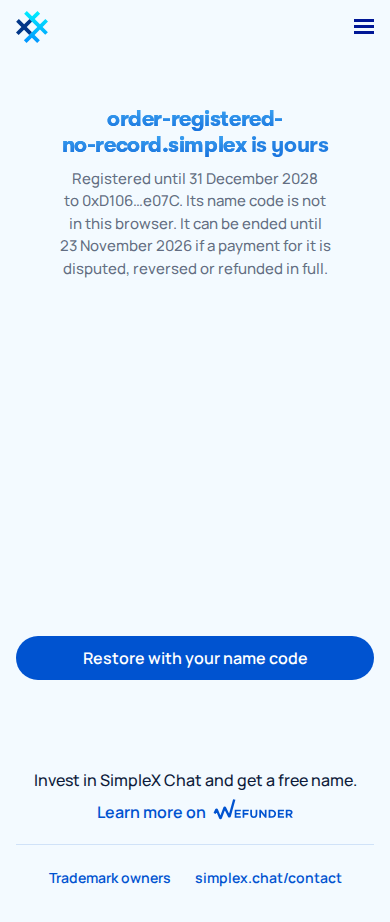 order-registered-
no-record.simplex is yours
Registered until 31 December 2028
to 0xD106…e07C. Its name code is not
in this browser. It can be ended until
23 November 2026 if a payment for it is
disputed, reversed or refunded in full.
Restore with your name code
Invest in SimpleX Chat and get a free name.
Learn more on WEFUNDER
Trademark owners simplex.chat/contact